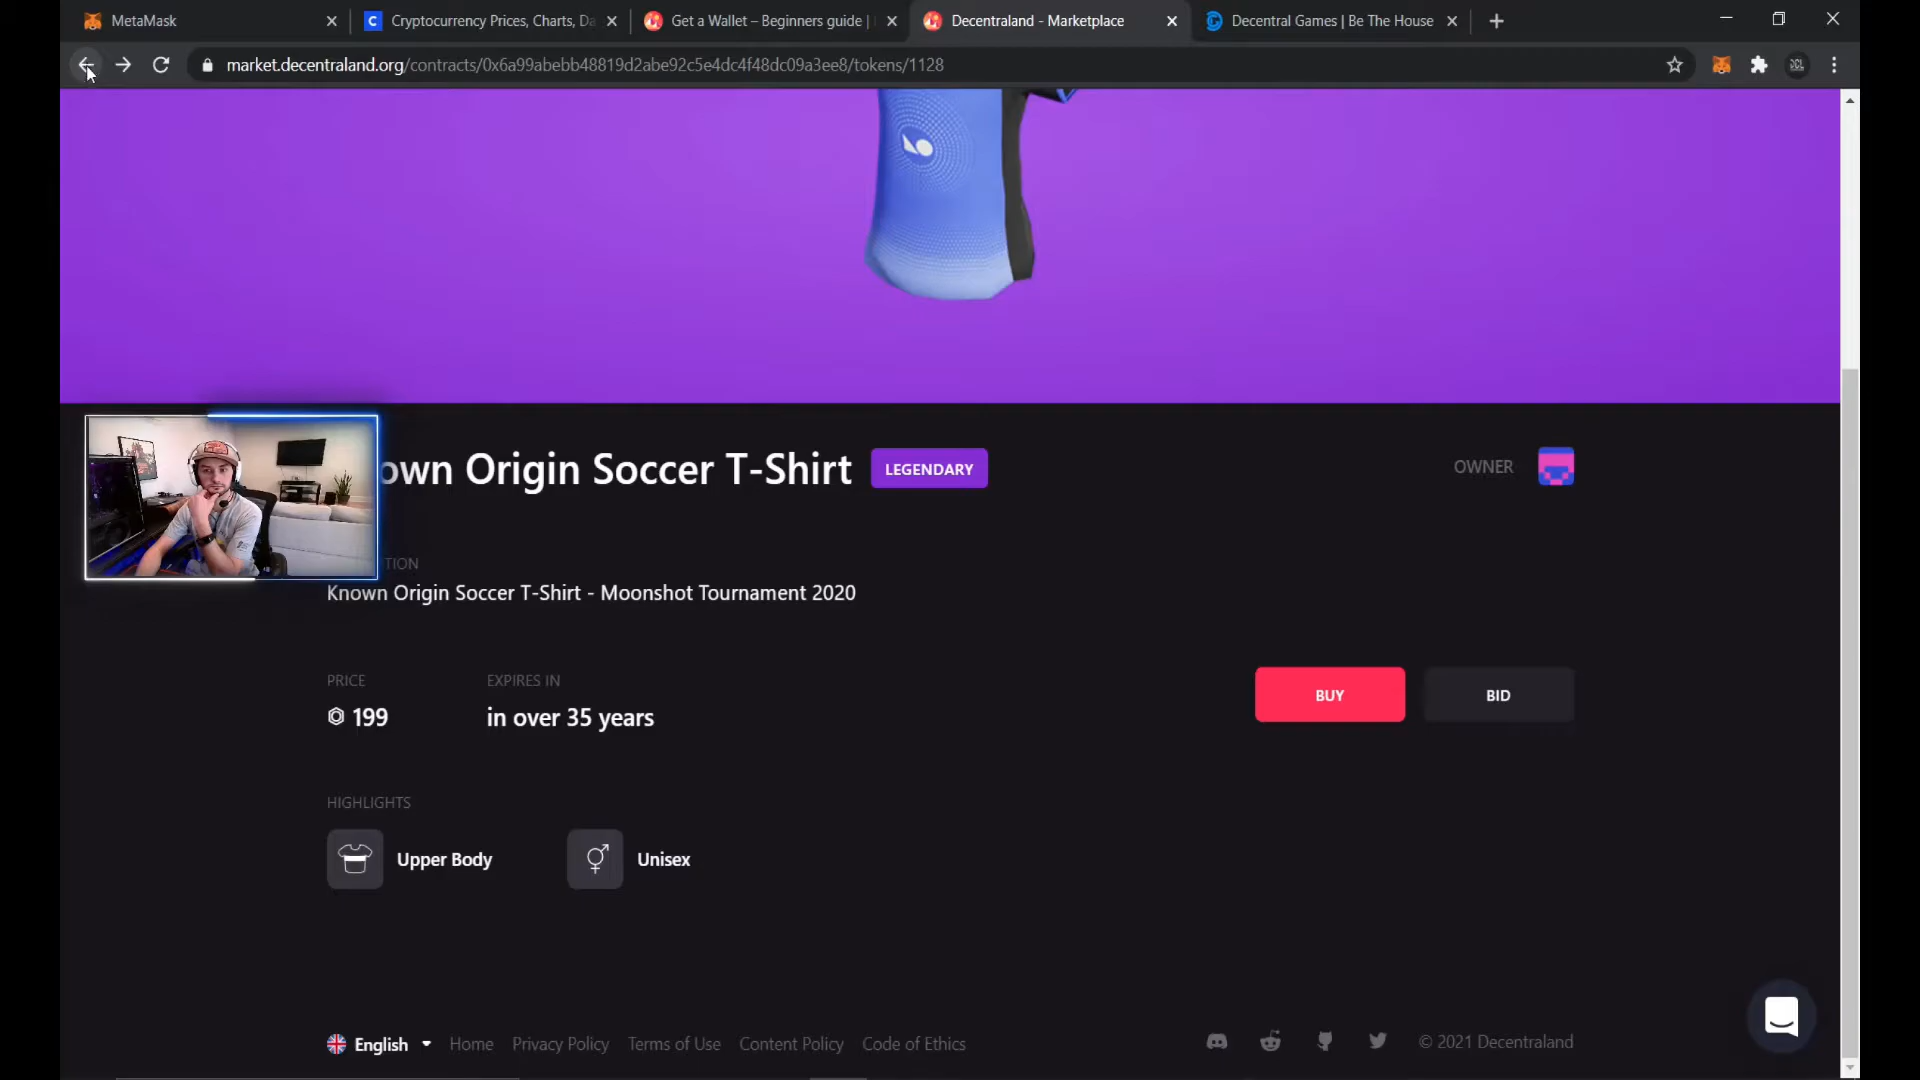 MetaMask
Cryptocurrency Prices, Charts, Da
Get a Wallet – Beginners guide |
Decentraland - Marketplace
Decentral Games | Be The House
market.decentraland.org/contracts/0x6a99abebb48819d2abe92c5e4dc4f48dc09a3ee8/tokens/1128
own Origin Soccer T-Shirt
LEGENDARY
OWNER
TION
Known Origin Soccer T-Shirt - Moonshot Tournament 2020
PRICE
EXPIRES IN
199
in over 35 years
BUY
BID
HIGHLIGHTS
Upper Body
Unisex
English
Home
Privacy Policy
Terms of Use
Content Policy
Code of Ethics
© 2021 Decentraland